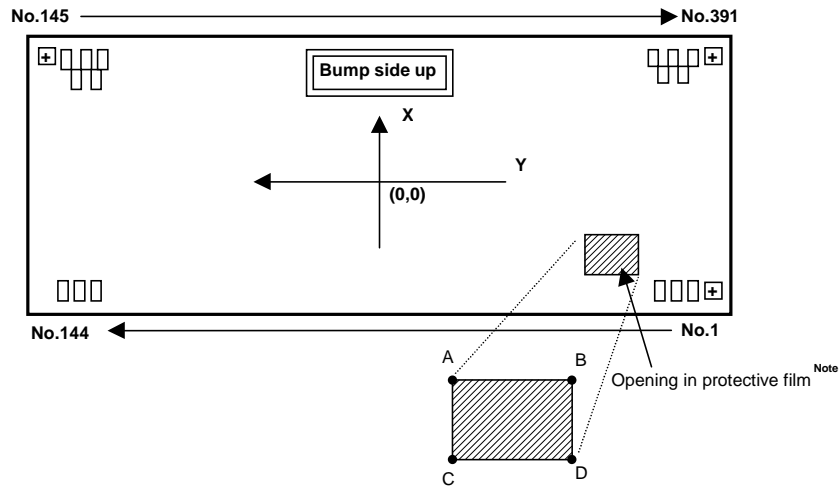 No.145
No.391
Bump side up
X
Y
(0,0)
No.144
No.1
A
B
Opening in protective film Note
C
D